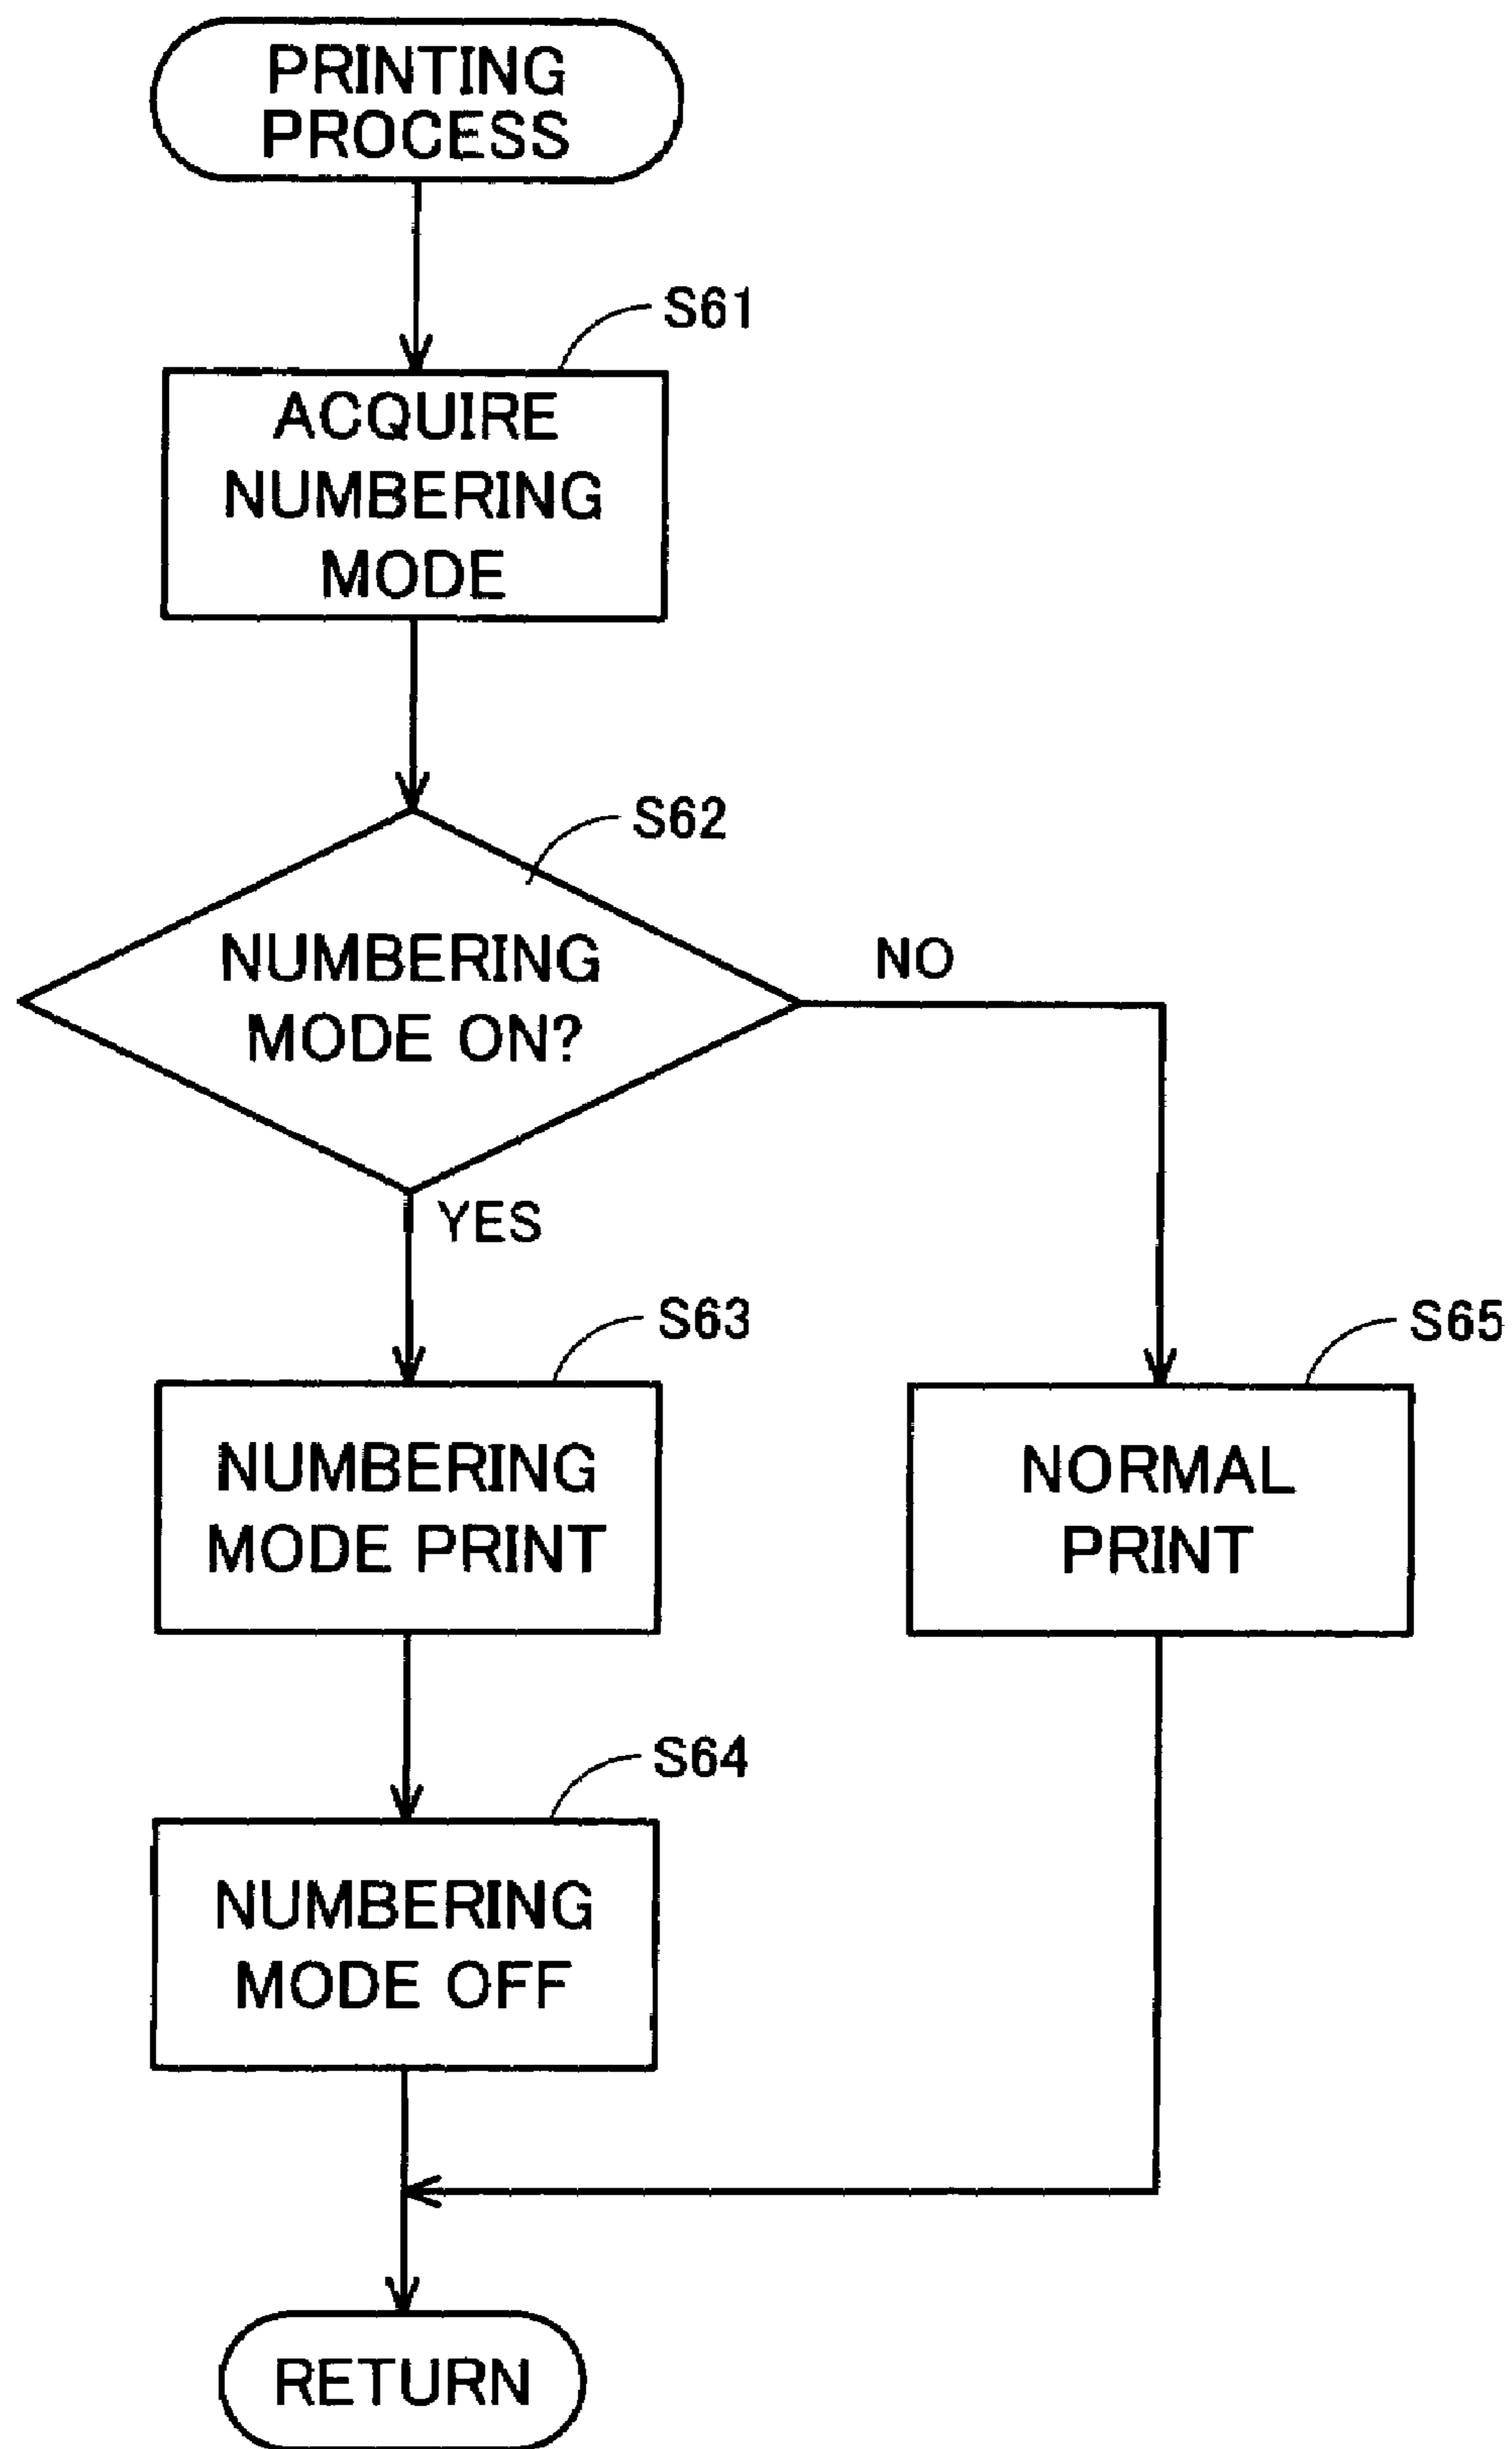 PRINTING
PROCESS
S61
ACQUIRE
NUMBERING
MODE
S62
NUMBERING
MODE ON?
NO
YES
S63
NUMBERING
MODE PRINT
S65
NORMAL
PRINT
S64
NUMBERING
MODE OFF
RETURN